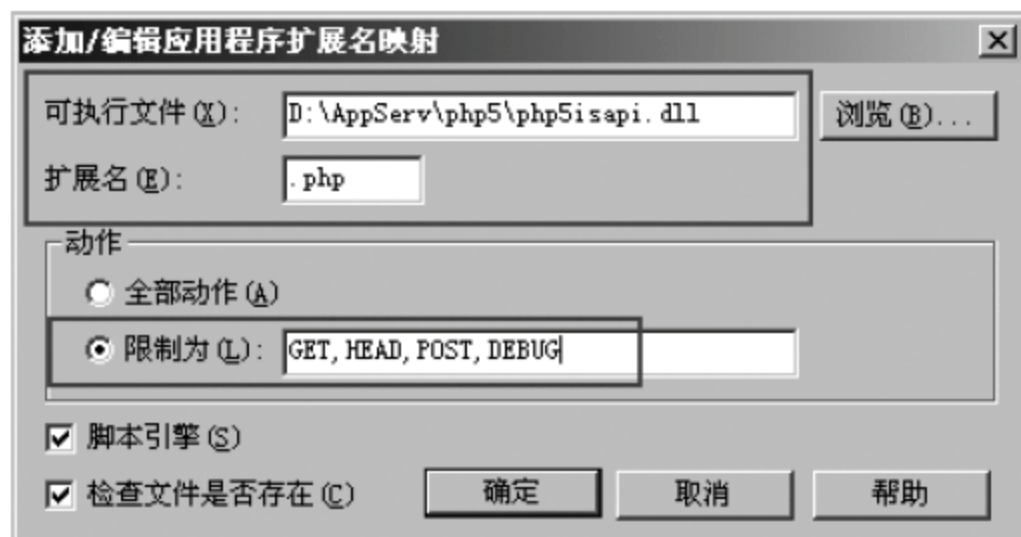 添加/编辑应用程序扩展名映射
可执行文件(X): D:\AppServ\php5\php5isapi.dll 浏览(B)...
扩展名(E): .php
动作
全部动作(A)
限制为(L): GET,HEAD,POST,DEBUG
脚本引擎(S)
检查文件是否存在(C) 确定 取消 帮助